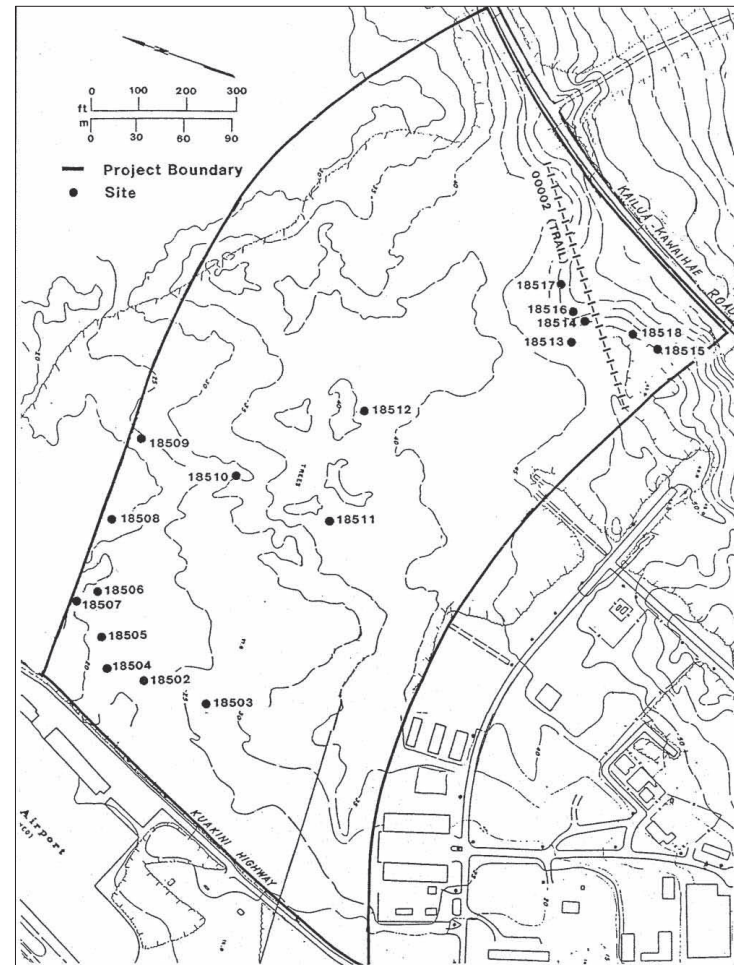 N
0 100 200 300
ft
m
0 30 60 90
Project Boundary
Site
00002 (TRAIL)
KAILUA-KAWAIHAE ROAD
18517
18516
18514
18513
18518
18515
18512
18509
18510
TREES
18508
18511
18506
18507
18505
18504
18502
18503
KUAKINI HIGHWAY
Airport